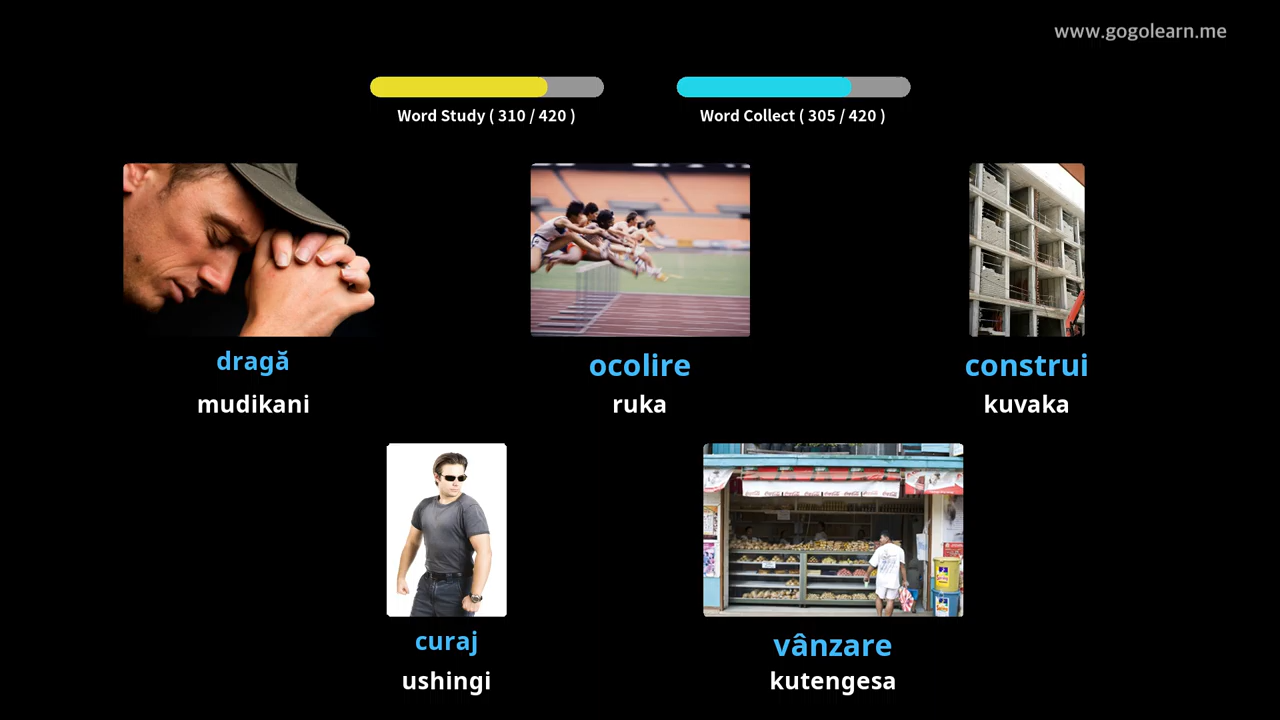 www.gogolearn.me
Word Study ( 310 / 420 )
Word Collect ( 305 / 420 )
dragă
ocolire
construi
mudikani
ruka
kuvaka
curaj
vânzare
ushingi
kutengesa